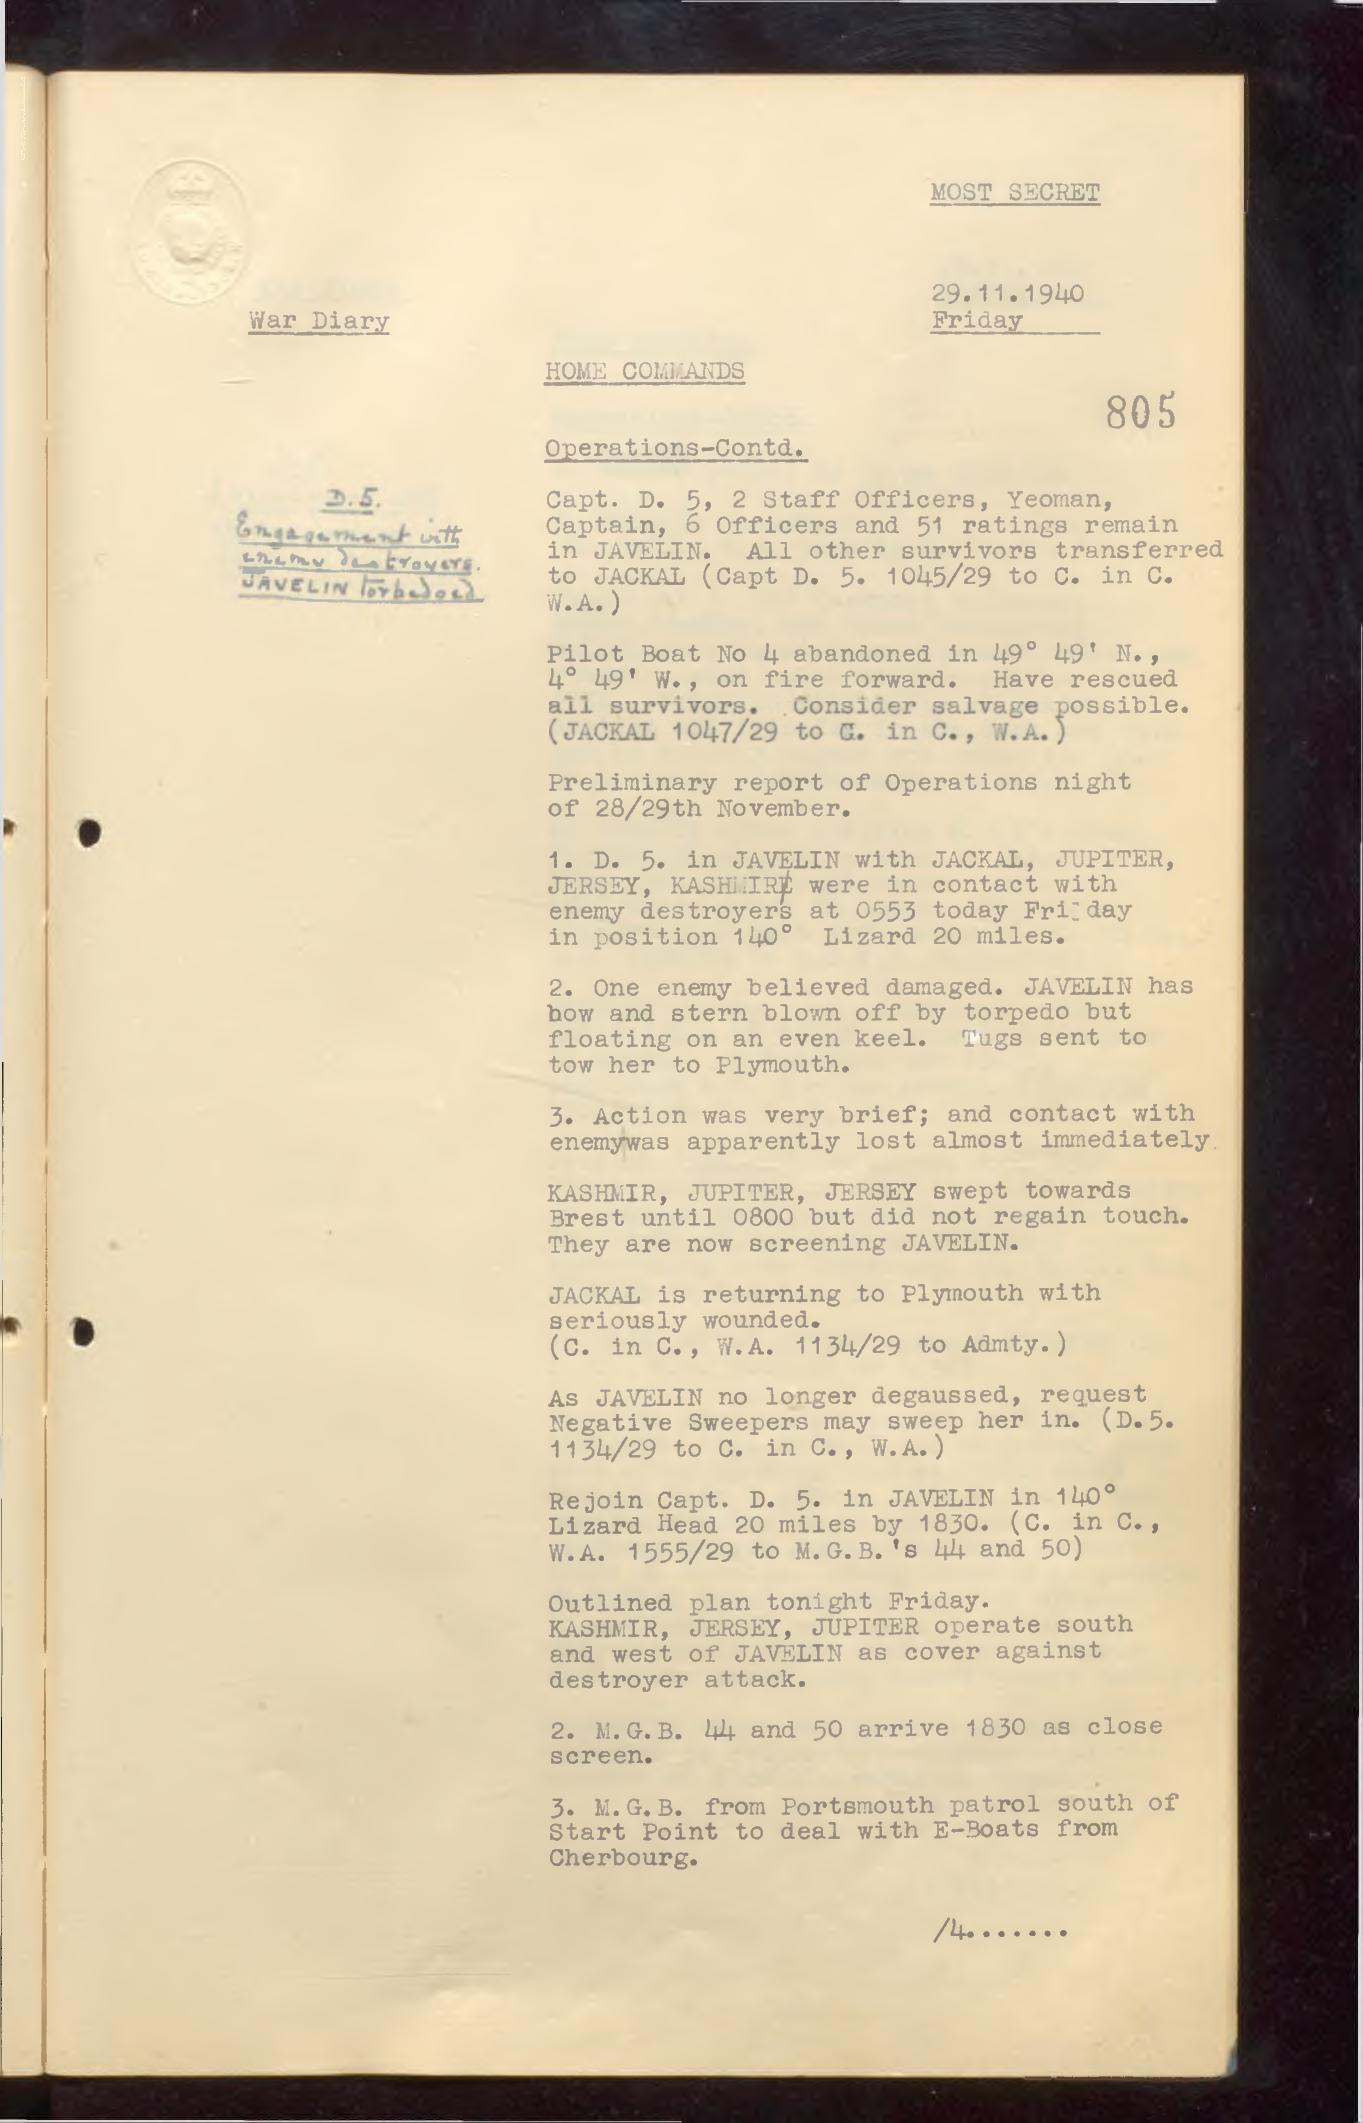 MOST SECRET
29.11.1940
War Diary
Friday
HOME COMMANDS
805
Operations-Contd.
D.5.
Engagement with
enemy destroyers.
JAVELIN torpedoed
Capt. D. 5, 2 Staff Officers, Yeoman,
Captain, 6 Officers and 51 ratings remain
in JAVELIN. All other survivors transferred
to JACKAL (Capt D. 5. 1045/29 to C. in C.
W.A.)
Pilot Boat No 4 abandoned in 49° 49' N.,
4° 49' W., on fire forward. Have rescued
all survivors. Consider salvage possible.
(JACKAL 1047/29 to C. in C., W.A.)
Preliminary report of Operations night
of 28/29th November.
1. D. 5. in JAVELIN with JACKAL, JUPITER,
JERSEY, KASHMIR were in contact with
enemy destroyers at 0553 today Friday
in position 140° Lizard 20 miles.
2. One enemy believed damaged. JAVELIN has
bow and stern blown off by torpedo but
floating on an even keel. Tugs sent to
tow her to Plymouth.
3. Action was very brief; and contact with
enemy was apparently lost almost immediately.
KASHMIR, JUPITER, JERSEY swept towards
Brest until 0800 but did not regain touch.
They are now screening JAVELIN.
JACKAL is returning to Plymouth with
seriously wounded.
(C. in C., W.A. 1134/29 to Admty.)
As JAVELIN no longer degaussed, request
Negative Sweepers may sweep her in. (D.5.
1134/29 to C. in C., W.A.)
Rejoin Capt. D. 5. in JAVELIN in 140°
Lizard Head 20 miles by 1830. (C. in C.,
W.A. 1555/29 to M.G.B.'s 44 and 50)
Outlined plan tonight Friday.
KASHMIR, JERSEY, JUPITER operate south
and west of JAVELIN as cover against
destroyer attack.
2. M.G.B. 44 and 50 arrive 1830 as close
screen.
3. M.G.B. from Portsmouth patrol south of
Start Point to deal with E-Boats from
Cherbourg.
/4.......